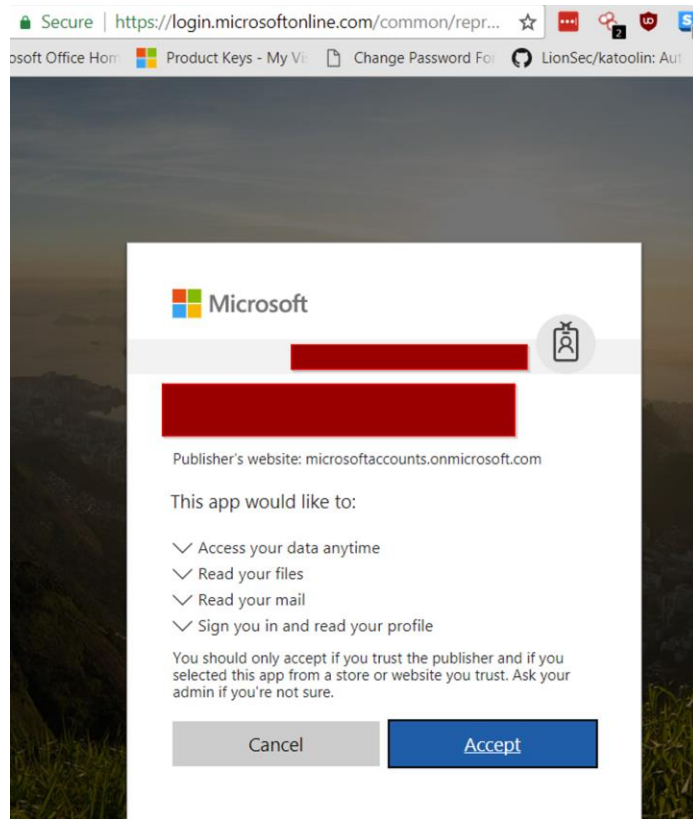 Secure | https://login.microsoftonline.com/common/repr...
osoft Office Hom Product Keys - My Vi Change Password For LionSec/katoolin: Aut
2
Microsoft
Publisher's website: microsoftaccounts.onmicrosoft.com
This app would like to:
Access your data anytime
Read your files
Read your mail
Sign you in and read your profile
You should only accept if you trust the publisher and if you
selected this app from a store or website you trust. Ask your
admin if you're not sure.
Cancel Accept